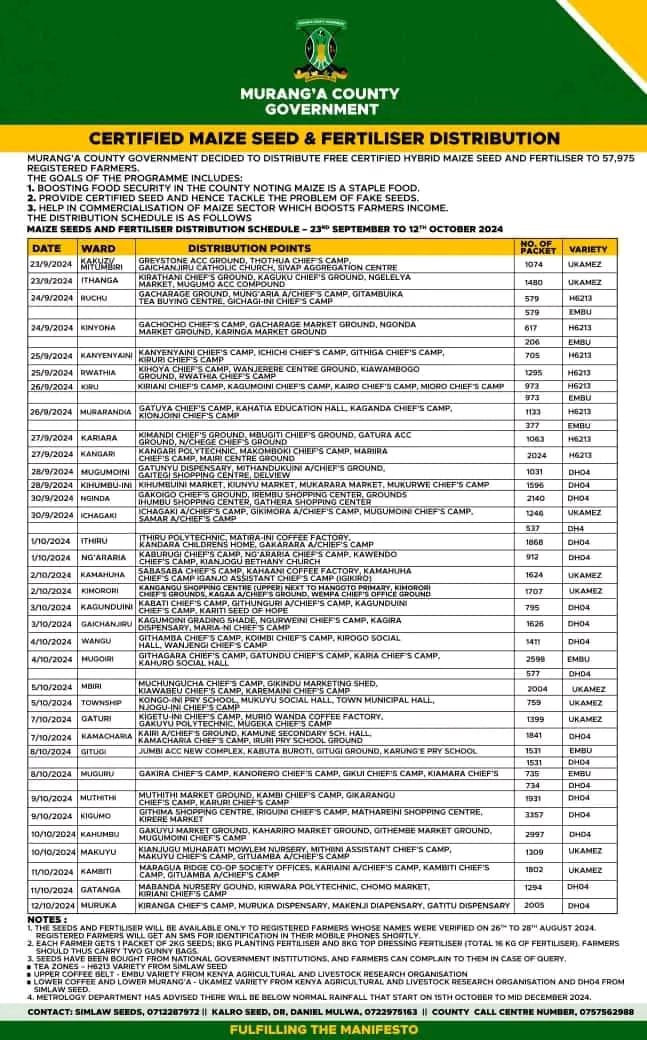 MURANG'A COUNTY
GOVERNMENT
CERTIFIED MAIZE SEED & FERTILISER DISTRIBUTION
MURANG'A COUNTY GOVERNMENT DECIDED TO DISTRIBUTE FREE CERTIFIED HYBRID MAIZE SEED AND FERTILISER TO 57,975
REGISTERED FARMERS.
THE GOALS OF THE PROGRAMME INCLUDES:
1. BOOSTING FOOD SECURITY IN THE COUNTY NOTING MAIZE IS A STAPLE FOOD.
2. PROVIDE CERTIFIED SEED AND HENCE TACKLE THE PROBLEM OF FAKE SEEDS.
3. HELP IN COMMERCIALISATION OF MAIZE SECTOR WHICH BOOSTS FARMERS INCOME.
THE DISTRIBUTION SCHEDULE IS AS FOLLOWS
MAIZE SEEDS AND FERTILIZER DISTRIBUTION SCHEDULE – 23RD SEPTEMBER TO 12TH OCTOBER 2024
DATE WARD DISTRIBUTION POINTS NO. OF PACKET VARIETY
23/9/2024 KAKUZI/MITUMBIRI GREYSTONE ACC GROUND, THOTHUA CHIEF'S CAMP,
GAICHANJIRU CATHOLIC CHURCH, SIVAP AGGREGATION CENTRE 1074 UKAMEZ
23/9/2024 ITHANGA KIRATHANI CHIEF'S GROUND, KAGUKU CHIEF'S GROUND, NGELELYA
MARKET, MUGUMO ACC COMPOUND 1480 UKAMEZ
24/9/2024 RUCHU GACHARAGE GROUND, MUNG'ARIA A/CHIEF'S CAMP, GITAMBUIKA
TEA BUYING CENTRE, GICHAGI-INI CHIEF'S CAMP 579 H6213
579 EMBU
24/9/2024 KINYONA GACHOCHO CHIEF'S CAMP, GACHARAGE MARKET GROUND, NGONDA
MARKET GROUND, KARINGA MARKET GROUND 617 H6213
206 EMBU
25/9/2024 KANYENYAINI KANYENYAINI CHIEF'S CAMP, ICHICHI CHIEF'S CAMP, GITHIGA CHIEF'S CAMP,
KIRURI CHIEF'S CAMP 705 H6213
25/9/2024 RWATHIA KIHOYA CHIEF'S CAMP, WANJERERE CENTRE GROUND, KIAWAMBOGO
GROUND, RWATHIA CHIEF'S CAMP 1295 H6213
26/9/2024 KIRU KIRIANI CHIEF'S CAMP, KAGUMOINI CHIEF'S CAMP, KAIRO CHIEF'S CAMP, MIORO CHIEF'S CAMP 973 H6213
973 EMBU
26/9/2024 MURARANDIA GATUYA CHIEF'S CAMP, KAHATIA EDUCATION HALL, KAGANDA CHIEF'S CAMP,
KIONJOINI CHIEF'S CAMP 1133 H6213
377 EMBU
27/9/2024 KARIARA KIMANDI CHIEF'S GROUND, MBUGITI CHIEF'S GROUND, GATURA ACC
GROUND, N/CHEGE CHIEF'S GROUND 1063 H6213
27/9/2024 KANGARI KANGARI POLYTECHNIC, MAKOMBOKI CHIEF'S CAMP, MARIIRA
CHIEF'S CAMP, MAIRI CENTRE GROUND 2024 H6213
28/9/2024 MUGUMOINI GATUNYU DISPENSARY, MITHANDUKUINI A/CHIEF'S GROUND,
GAITEGI SHOPPING CENTRE, DELVIEW 1031 DH04
28/9/2024 KIHUMBU-INI KIHUMBUINI MARKET, KIUNYU MARKET, MUKARARA MARKET, MUKURWE CHIEF'S CAMP 1596 DH04
30/9/2024 NGINDA GAKOIGO CHIEF'S GROUND, IREMBU SHOPPING CENTER, GROUNDS
IHUMBU SHOPPING CENTER, GATHERA SHOPPING CENTER 2140 DH04
30/9/2024 ICHAGAKI ICHAGAKI A/CHIEF'S CAMP, GIKIMORA A/CHIEF'S CAMP, MUGUMOINI CHIEF'S CAMP,
SAMAR A/CHIEF'S CAMP 1246 UKAMEZ
537 DH4
1/10/2024 ITHIRU ITHIRU POLYTECHNIC, MATIRA-INI COFFEE FACTORY,
KANDARA CHILDRENS HOME, GAKARARA A/CHIEF'S CAMP 1868 DH04
1/10/2024 NG'ARARIA KABURUGI CHIEF'S CAMP, NG'ARARIA CHIEF'S CAMP, KAWENDO
CHIEF'S CAMP, KIANJOGU BETHANY CHURCH 912 DH04
2/10/2024 KAMAHUHA SABASABA CHIEF'S CAMP, KAHAANI COFFEE FACTORY, KAMAHUHA
CHIEF'S CAMP IGANJO ASSISTANT CHIEF'S CAMP (IGIKIRO) 1624 UKAMEZ
2/10/2024 KIMORORI KANGANGU SHOPPING CENTRE (UPPER) NEXT TO MANGOTO PRIMARY, KIMORORI
CHIEF'S GROUNDS, KAGAA A/CHIEF'S GROUND, WEMPA CHIEF'S OFFICE GROUND 1707 UKAMEZ
3/10/2024 KAGUNDUINI KABATI CHIEF'S CAMP, GITHUNGURI A/CHIEF'S CAMP, KAGUNDUINI
CHIEF'S CAMP, KARITI SEED OF HOPE 795 DH04
3/10/2024 GAICHANJIRU KAGUMOINI GRADING SHADE, NGURWEINI CHIEF'S CAMP, KAGIRA
DISPENSARY, MARIA-NI CHIEF'S CAMP 1626 DH04
4/10/2024 WANGU GITHAMBA CHIEF'S CAMP, KOIMBI CHIEF'S CAMP, KIROGO SOCIAL
HALL, WANJENGI CHIEF'S CAMP 1411 DH04
4/10/2024 MUGOIRI GITHAGARA CHIEF'S CAMP, GATUNDU CHIEF'S CAMP, KARIA CHIEF'S CAMP,
KAHURO SOCIAL HALL 2598 EMBU
577 DH04
5/10/2024 MBIRI MUCHUNGUCHA CHIEF'S CAMP, GIKINDU MARKETING SHED,
KIAWABEU CHIEF'S CAMP, KAREMAINI CHIEF'S CAMP 2004 UKAMEZ
5/10/2024 TOWNSHIP KONGO-INI PRY SCHOOL, MUKUYU SOCIAL HALL, TOWN MUNICIPAL HALL,
NJOGU-INI CHIEF'S CAMP 759 UKAMEZ
7/10/2024 GATURI KIGETU-INI CHIEF'S CAMP, MURIO WANDA COFFEE FACTORY,
GAKUYU POLYTECHNIC, MUGEKA CHIEF'S CAMP 1399 UKAMEZ
7/10/2024 KAMACHARIA KAIRI A/CHIEF'S GROUND, KAMUNE SECONDARY SCH. HALL,
KAMACHARIA CHIEF'S CAMP, IRURI PRY SCHOOL GROUND 1841 DH04
8/10/2024 GITUGI JUMBI ACC NEW COMPLEX, KABUTA BUROTI, GITUGI GROUND, KARUNG'E PRY SCHOOL 1531 EMBU
1531 DH04
8/10/2024 MUGURU GAKIRA CHIEF'S CAMP, KANORERO CHIEF'S CAMP, GIKUI CHIEF'S CAMP, KIAMARA CHIEF'S 735 EMBU
734 DH04
9/10/2024 MUTHITHI MUTHITHI MARKET GROUND, KAMBI CHIEF'S CAMP, GIKARANGU
CHIEF'S CAMP, KARURI CHIEF'S CAMP 1931 DH04
9/10/2024 KIGUMO GITHIMA SHOPPING CENTRE, IRIGUINI CHIEF'S CAMP, MATHAREINI SHOPPING CENTRE,
KIRERE MARKET 3357 DH04
10/10/2024 KAHUMBU GAKUYU MARKET GROUND, KAHARIRO MARKET GROUND, GITHEMBE MARKET GROUND,
MUGUMOINI CHIEF'S CAMP 2997 DH04
10/10/2024 MAKUYU KIANJUGU MUHARATI MOWLEM NURSERY, MITHIINI ASSISTANT CHIEF'S CAMP,
MAKUYU CHIEF'S CAMP, GITUAMBA A/CHIEF'S CAMP 1309 UKAMEZ
11/10/2024 KAMBITI MARAGUA RIDGE CO-OP SOCIETY OFFICES, KARIAINI A/CHIEF'S CAMP, KAMBITI CHIEF'S
CAMP, GITUAMBA A/CHIEF'S CAMP 1802 UKAMEZ
11/10/2024 GATANGA MABANDA NURSERY GOUND, KIRWARA POLYTECHNIC, CHOMO MARKET,
KIRIANI CHIEF'S CAMP 1294 DH04
12/10/2024 MURUKA KIRANGA CHIEF'S CAMP, MURUKA DISPENSARY, MAKENJI DIAPENSARY, GATITU DISPENSARY 2005 DH04
NOTES :
1. THE SEEDS AND FERTILISER WILL BE AVAILABLE ONLY TO REGISTERED FARMERS WHOSE NAMES WERE VERIFIED ON 26TH TO 28TH AUGUST 2024.
REGISTERED FARMERS WILL GET AN SMS FOR IDENTIFICATION IN THEIR MOBILE PHONES SHORTLY.
2. EACH FARMER GETS 1 PACKET OF 2KG SEEDS; 8KG PLANTING FERTILISER AND 8KG TOP DRESSING FERTILISER (TOTAL 16 KG OF FERTILISER). FARMERS
SHOULD THUS CARRY TWO GUNNY BAGS.
3. SEEDS HAVE BEEN BOUGHT FROM NATIONAL GOVERNMENT INSTITUTIONS, AND FARMERS CAN COMPLAIN TO THEM IN CASE OF QUERY.
■ TEA ZONES – H6213 VARIETY FROM SIMLAW SEED
■ UPPER COFFEE BELT - EMBU VARIETY FROM KENYA AGRICULTURAL AND LIVESTOCK RESEARCH ORGANISATION
■ LOWER COFFEE AND LOWER MURANG'A - UKAMEZ VARIETY FROM KENYA AGRICULTURAL AND LIVESTOCK RESEARCH ORGANISATION AND DH04 FROM
SIMLAW SEED.
4. METROLOGY DEPARTMENT HAS ADVISED THERE WILL BE BELOW NORMAL RAINFALL THAT START ON 15TH OCTOBER TO MID DECEMBER 2024.
CONTACT: SIMLAW SEEDS, 0712287972 || KALRO SEED, DR, DANIEL MULWA, 0722975163 || COUNTY CALL CENTRE NUMBER, 0757562988
FULFILLING THE MANIFESTO